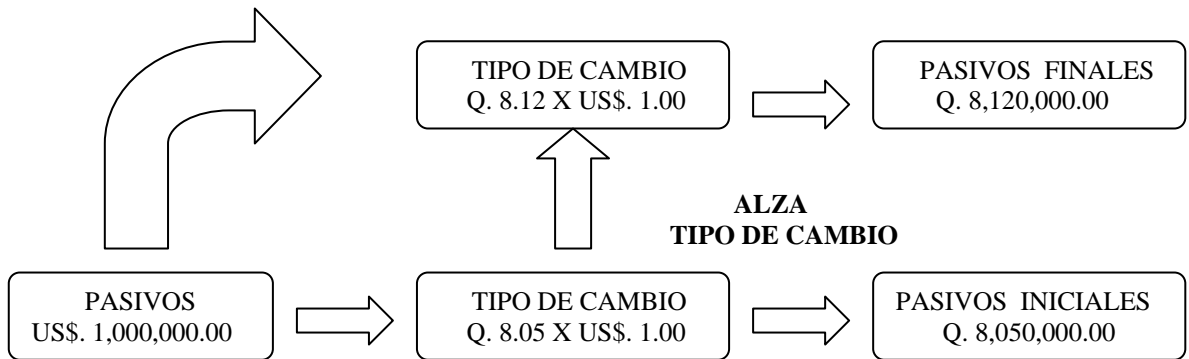 TIPO DE CAMBIO
Q. 8.12 X US$. 1.00
PASIVOS FINALES
Q. 8,120,000.00
ALZA
TIPO DE CAMBIO
PASIVOS
US$. 1,000,000.00
TIPO DE CAMBIO
Q. 8.05 X US$. 1.00
PASIVOS INICIALES
Q. 8,050,000.00